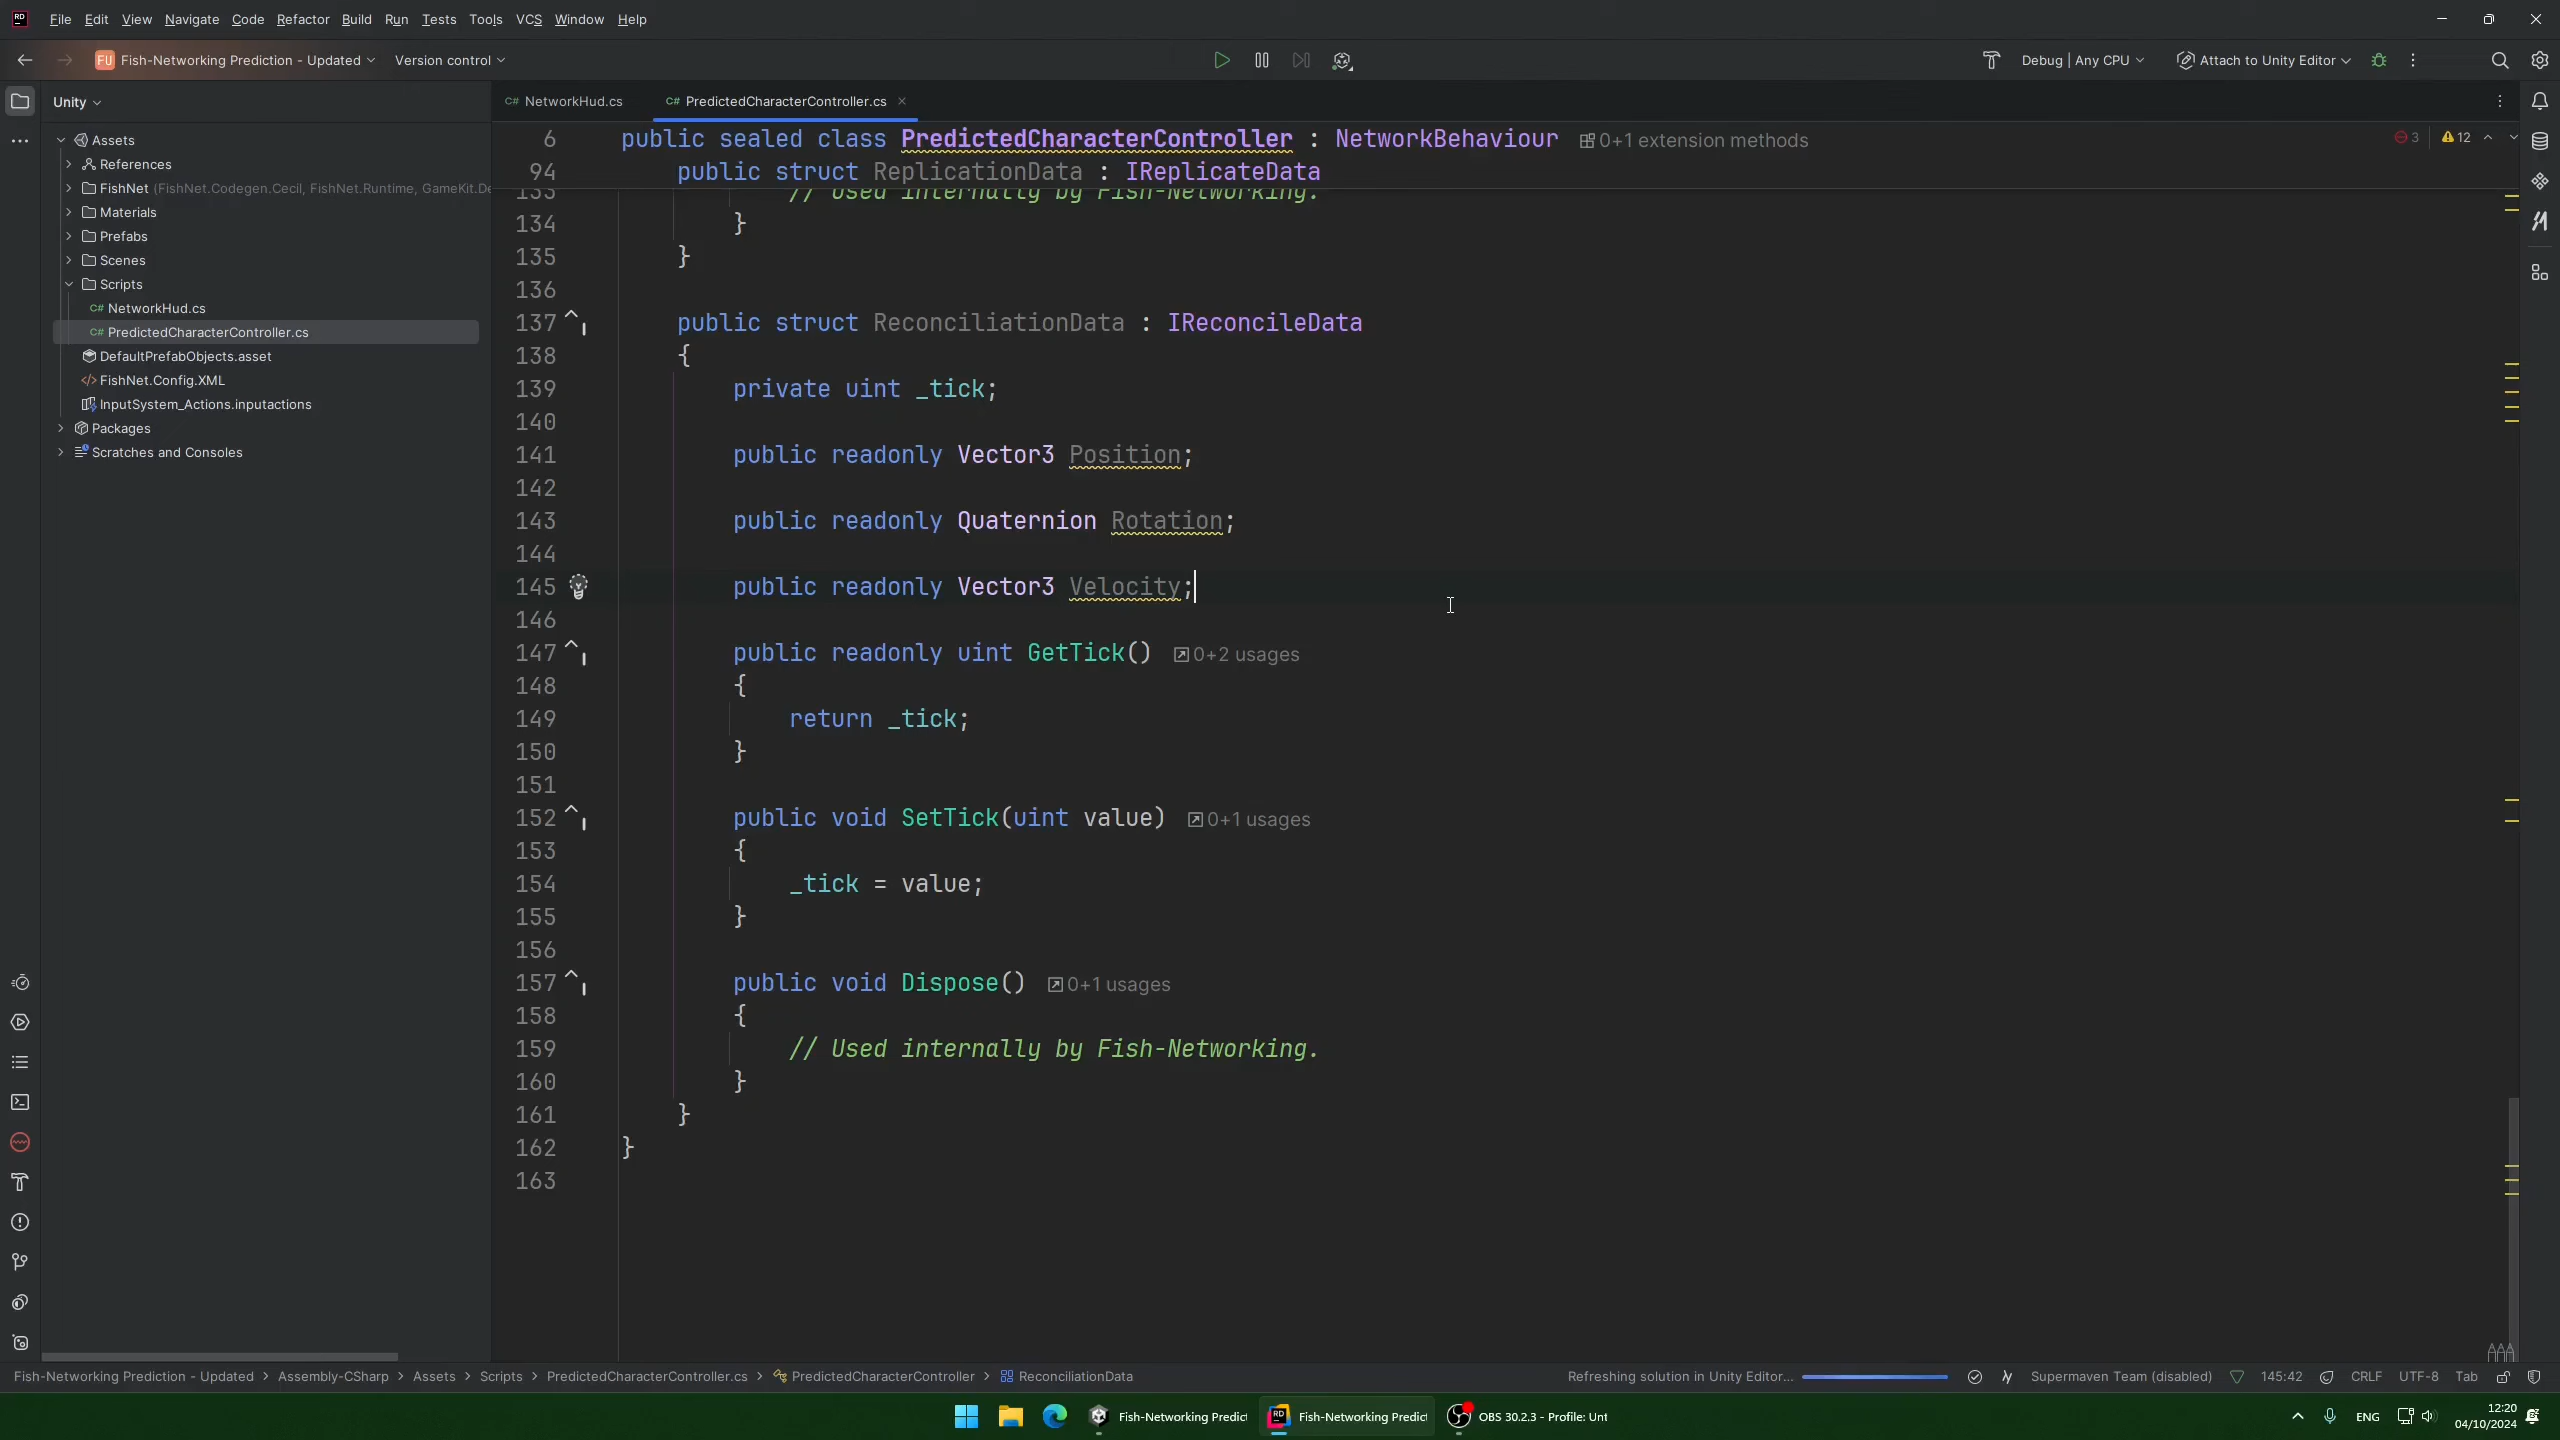 File Edit View Navigate Code Refactor Build Run Tests Tools VCS Window Help
FU Fish-Networking Prediction - Updated Version control Debug | Any CPU Attach to Unity Editor
Unity
NetworkHud.cs PredictedCharacterController.cs
Assets
References
FishNet (FishNet.Codegen.Cecil, FishNet.Runtime, GameKit.De
Materials
Prefabs
Scenes
Scripts
C# NetworkHud.cs
C# PredictedCharacterController.cs
DefaultPrefabObjects.asset
FishNet.Config.XML
InputSystem_Actions.inputactions
Packages
Scratches and Consoles
6 public sealed class PredictedCharacterController : NetworkBehaviour 0+1 extension methods 3 12
94 public struct ReplicationData : IReplicateData
133 // Used internally by Fish-Networking.
134 }
135 }
136
137 public struct ReconciliationData : IReconcileData
138 {
139 private uint _tick;
140
141 public readonly Vector3 Position;
142
143 public readonly Quaternion Rotation;
144
145 public readonly Vector3 Velocity;
146
147 public readonly uint GetTick() 0+2 usages
148 {
149 return _tick;
150 }
151
152 public void SetTick(uint value) 0+1 usages
153 {
154 _tick = value;
155 }
156
157 public void Dispose() 0+1 usages
158 {
159 // Used internally by Fish-Networking.
160 }
161 }
162 }
163
Fish-Networking Prediction - Updated > Assembly-CSharp > Assets > Scripts > PredictedCharacterController.cs > PredictedCharacterController > ReconciliationData Refreshing solution in Unity Editor... Supermaven Team (disabled) 145:42 CRLF UTF-8 Tab
Fish-Networking Predict Fish-Networking Predict OBS 30.2.3 - Profile: Unt ENG 12:20
04/10/2024